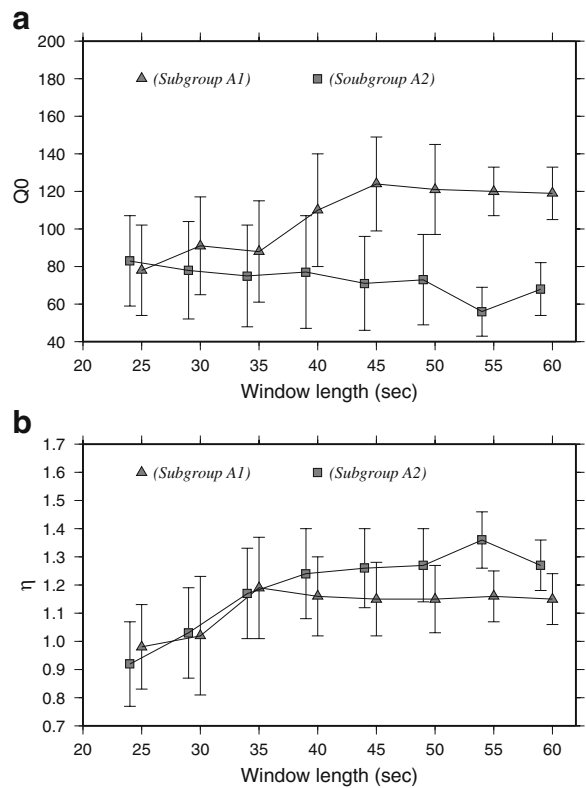 a
200
180
160
140
120
100
80
60
40
Q0
(Subgroup A1) (Soubgroup A2)
20 25 30 35 40 45 50 55 60
Window length (sec)
b
1.7
1.6
1.5
1.4
1.3
1.2
1.1
1.0
0.9
0.8
0.7
η
(Subgroup A1) (Subgroup A2)
20 25 30 35 40 45 50 55 60
Window length (sec)